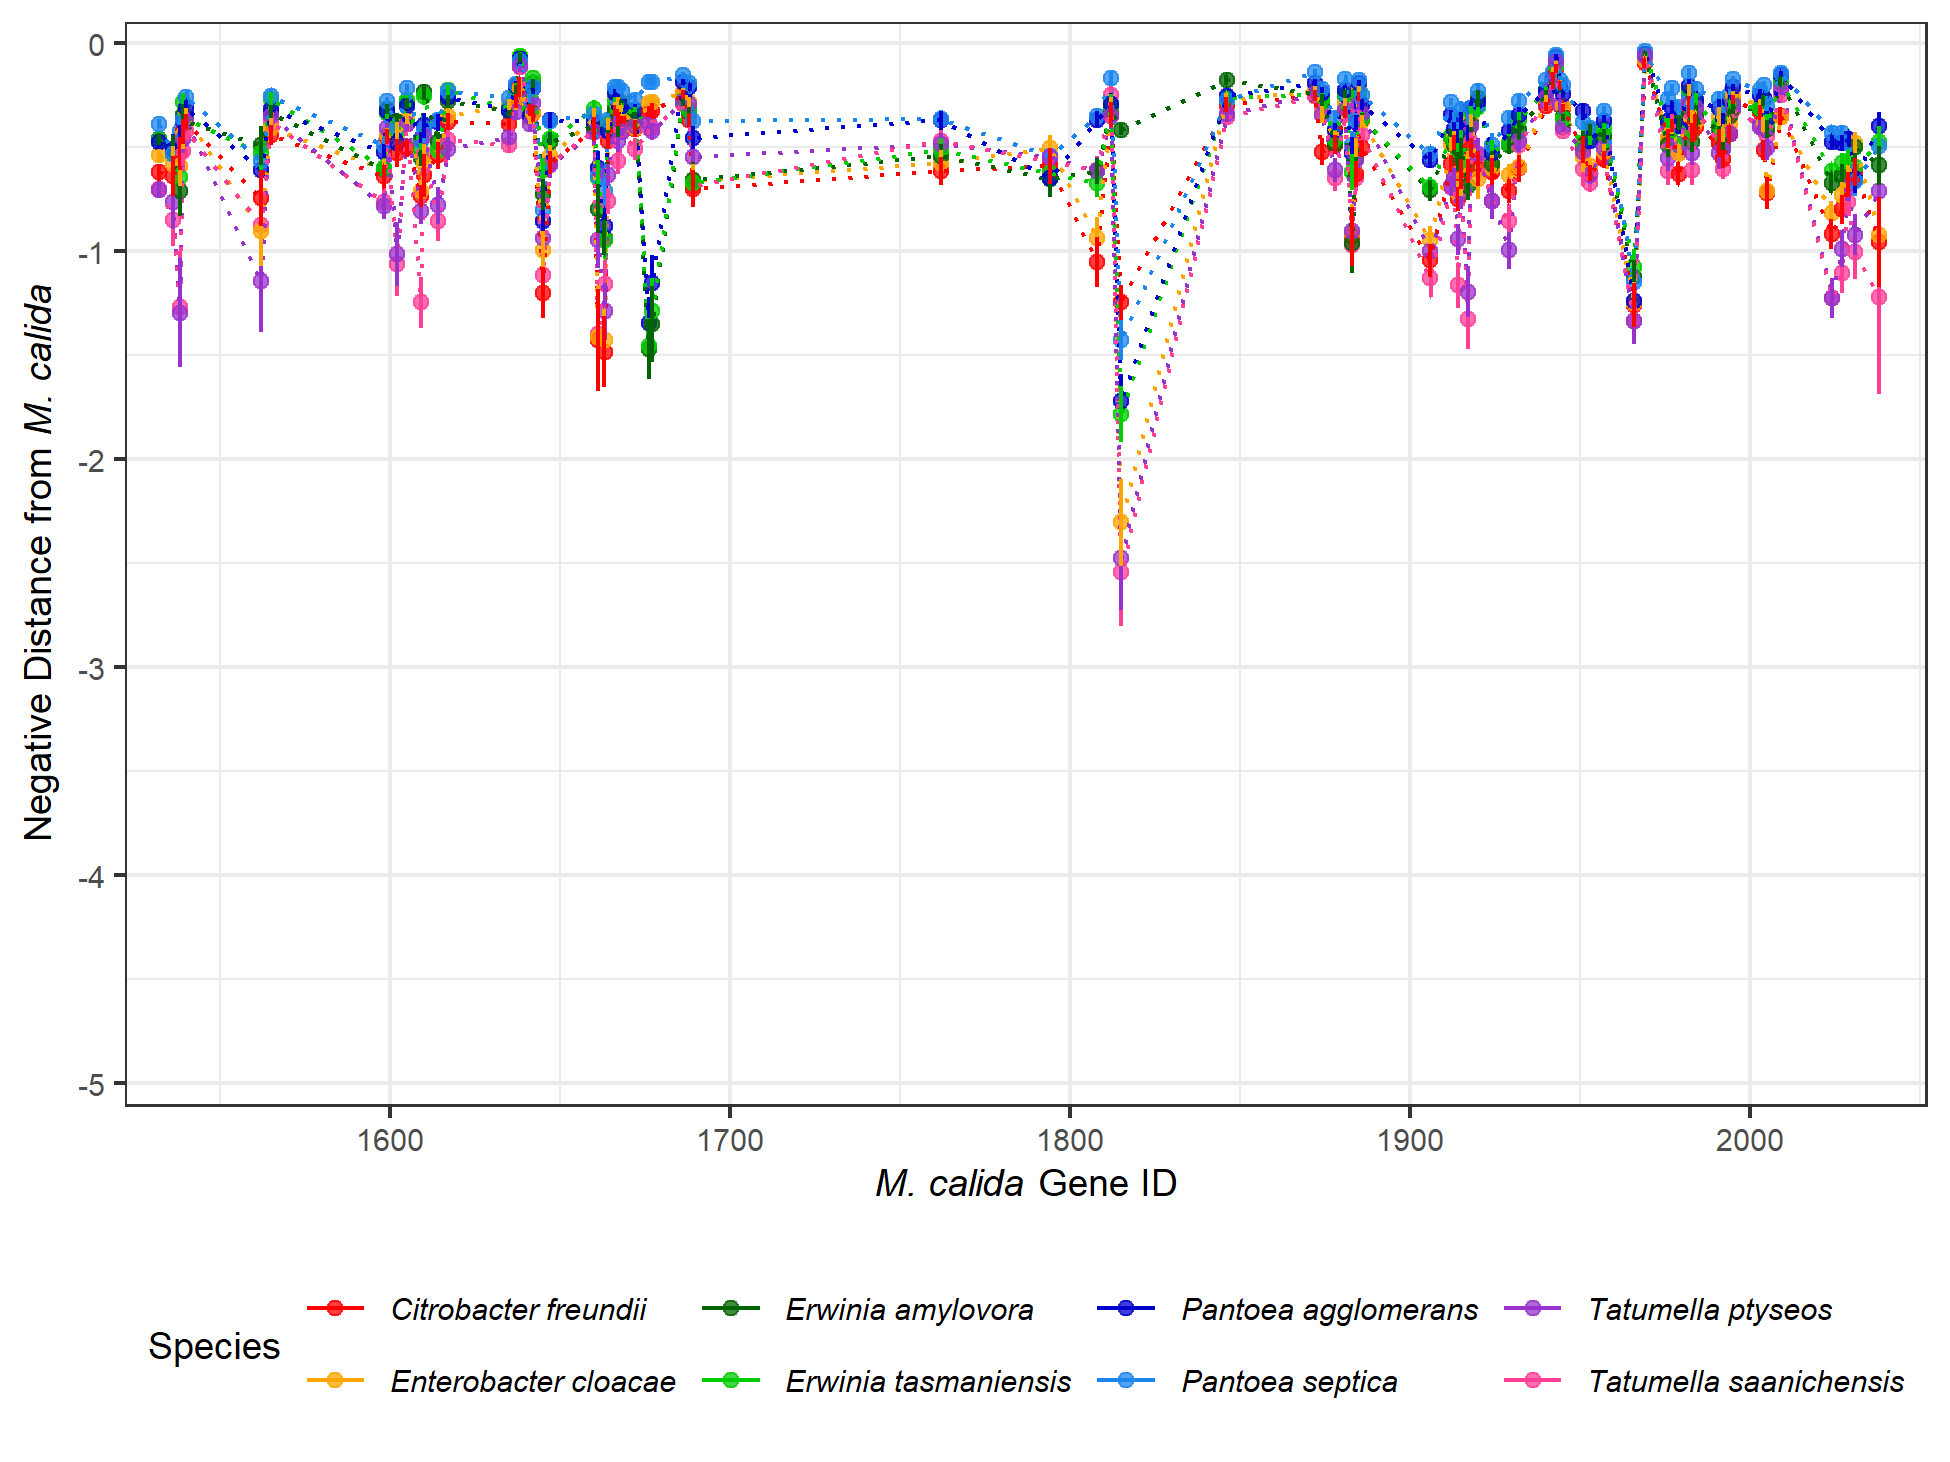 0
-1
-2
-3
-4
-5
Negative Distance from M. calida
1600 1700 1800 1900 2000
M. calida Gene ID
Species
Citrobacter freundii Erwinia amylovora Pantoea agglomerans Tatumella ptyseos
Enterobacter cloacae Erwinia tasmaniensis Pantoea septica Tatumella saanichensis